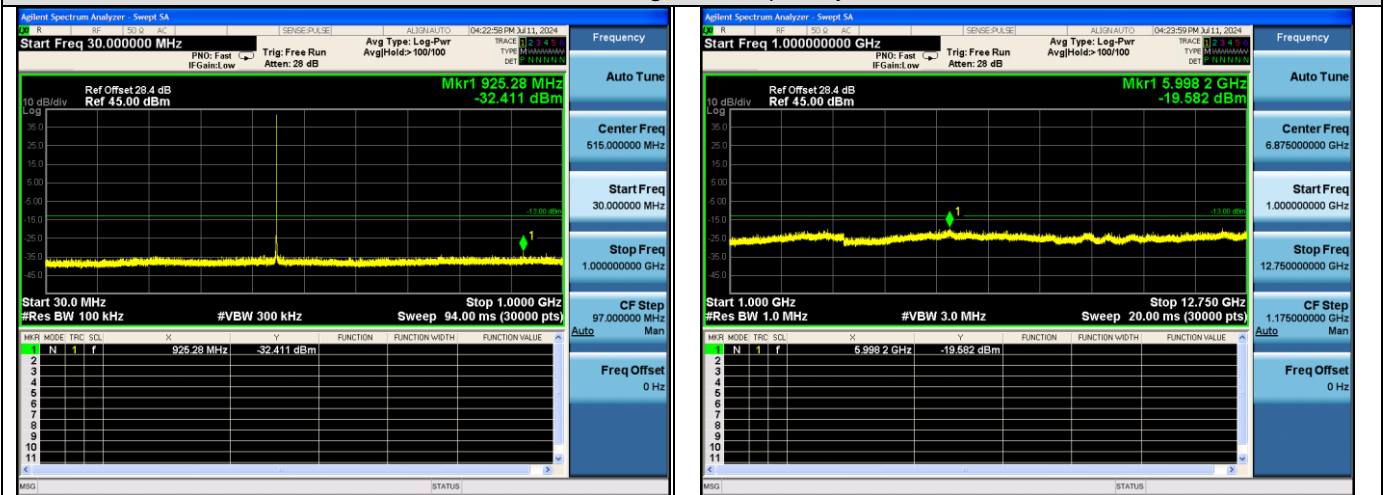 Agilent Spectrum Analyzer - Swept SA
R RF 50 Ω AC SENSE:PULSE ALIGNAUTO 04:22:58 PM Jul 11, 2024
Start Freq 30.000000 MHz
PNO: Fast
IFGain:Low
Trig: Free Run
Atten: 28 dB
Avg Type: Log-Pwr
Avg|Hold:> 100/100
TRACE 1 2 3 4 5 6
TYPE M
DET P N N N N N
Ref Offset 28.4 dB
10 dB/div Ref 45.00 dBm
Log
Mkr1 925.28 MHz
-32.411 dBm
35.0
25.0
15.0
5.00
-5.00
-15.0
-25.0
-35.0
-45.0
-13.00 dBm
1
Start 30.0 MHz Stop 1.0000 GHz
#Res BW 100 kHz #VBW 300 kHz Sweep 94.00 ms (30000 pts)
MKR MODE TRC SCL X Y FUNCTION FUNCTION WIDTH FUNCTION VALUE
1 N 1 f 925.28 MHz -32.411 dBm
2
3
4
5
6
7
8
9
10
11
MSG STATUS
Frequency
Auto Tune
Center Freq
515.000000 MHz
Start Freq
30.000000 MHz
Stop Freq
1.000000000 GHz
CF Step
97.000000 MHz
Auto Man
Freq Offset
0 Hz
Agilent Spectrum Analyzer - Swept SA
R RF 50 Ω AC SENSE:PULSE ALIGNAUTO 04:23:59 PM Jul 11, 2024
Start Freq 1.000000000 GHz
PNO: Fast
IFGain:Low
Trig: Free Run
Atten: 28 dB
Avg Type: Log-Pwr
Avg|Hold:> 100/100
TRACE 1 2 3 4 5 6
TYPE M
DET P N N N N N
Ref Offset 28.4 dB
10 dB/div Ref 45.00 dBm
Log
Mkr1 5.998 2 GHz
-19.582 dBm
35.0
25.0
15.0
5.00
-5.00
-15.0
-25.0
-35.0
-45.0
-13.00 dBm
1
Start 1.000 GHz Stop 12.750 GHz
#Res BW 1.0 MHz #VBW 3.0 MHz Sweep 20.00 ms (30000 pts)
MKR MODE TRC SCL X Y FUNCTION FUNCTION WIDTH FUNCTION VALUE
1 N 1 f 5.998 2 GHz -19.582 dBm
2
3
4
5
6
7
8
9
10
11
MSG STATUS
Frequency
Auto Tune
Center Freq
6.875000000 GHz
Start Freq
1.000000000 GHz
Stop Freq
12.750000000 GHz
CF Step
1.175000000 GHz
Auto Man
Freq Offset
0 Hz